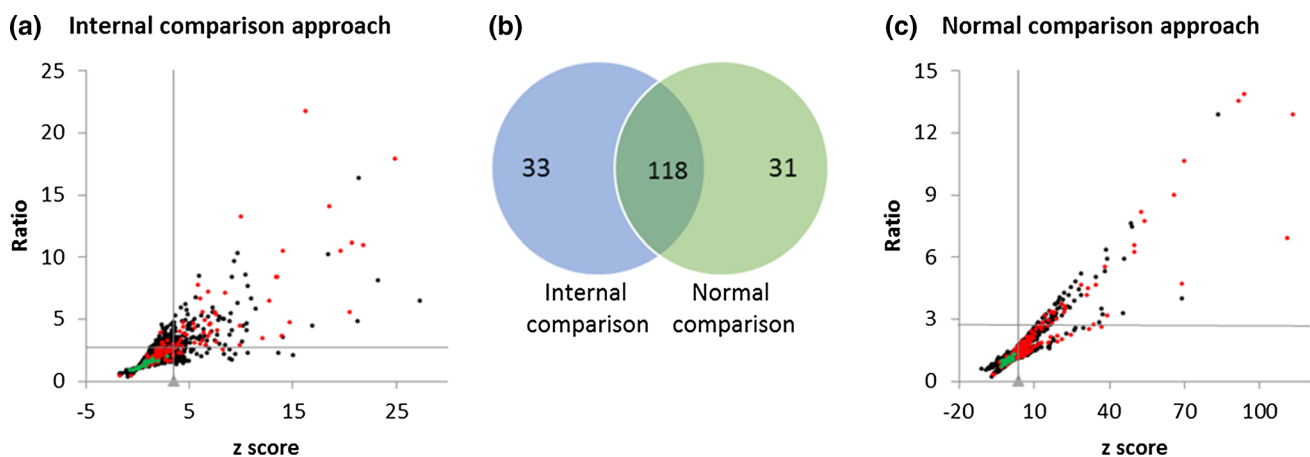 (a) Internal comparison approach
25
20
15
10
5
0
-5
5
15
25
Ratio
z score
(b)
33
118
31
Internal
comparison
Normal
comparison
(c) Normal comparison approach
15
12
9
6
3
0
-20
10
40
70
100
Ratio
z score